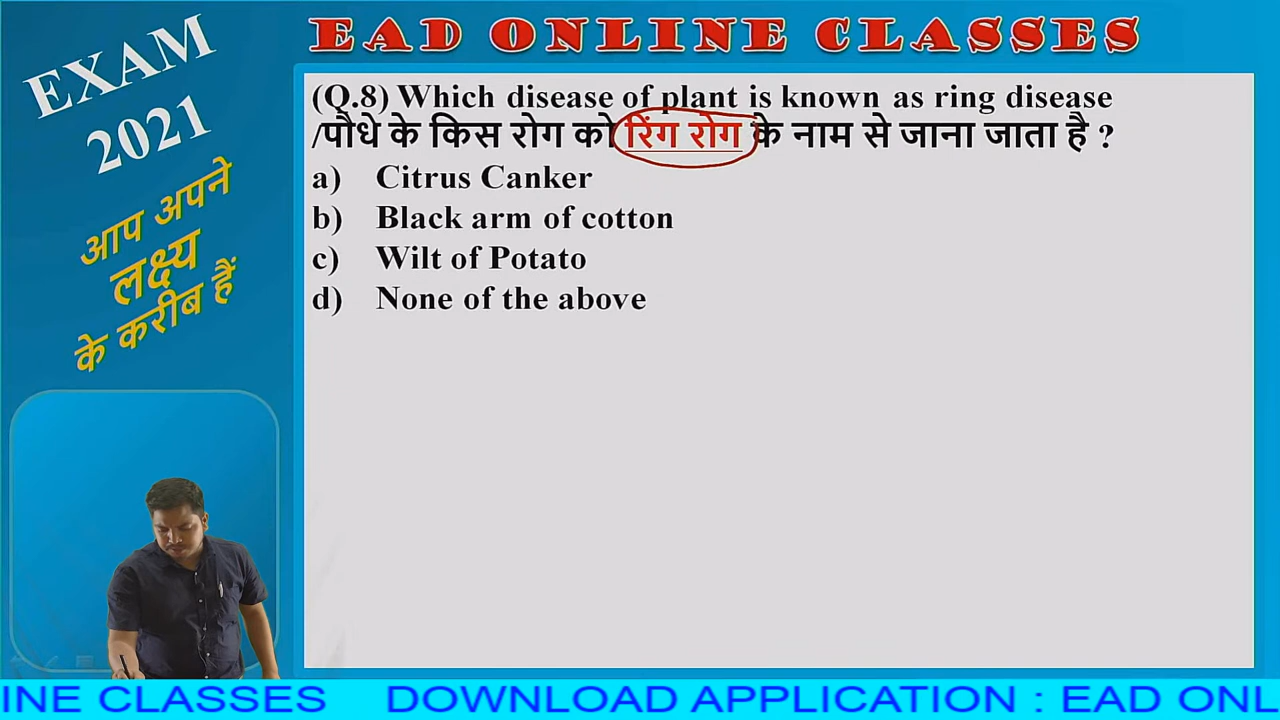 EXAM
2021
आप अपने
लक्ष्य
के करीब हैं
EAD ONLINE CLASSES
(Q.8) Which disease of plant is known as ring disease
/पौधे के किस रोग को रिंग रोग के नाम से जाना जाता है ?
a) Citrus Canker
b) Black arm of cotton
c) Wilt of Potato
d) None of the above
INE CLASSES DOWNLOAD APPLICATION : EAD ONL